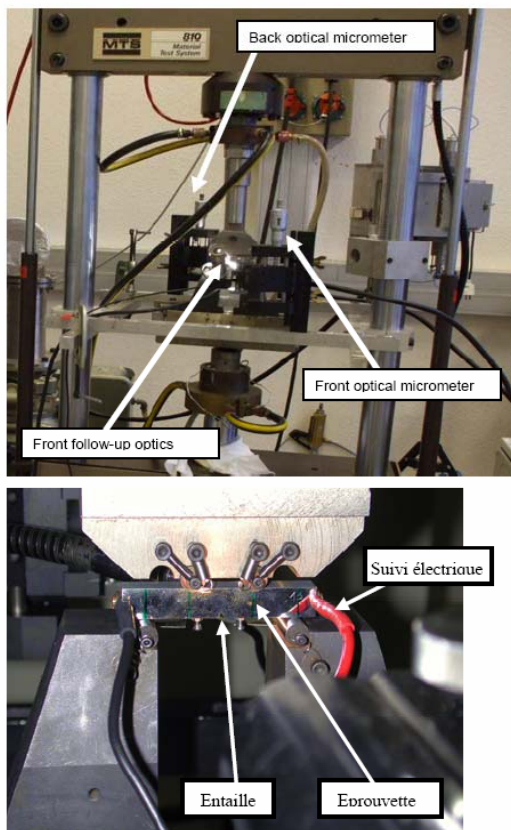 MTS
810
Material
Test System
Back optical micrometer
Front optical micrometer
Front follow-up optics
Suivi électrique
Entaille
Eprouvette